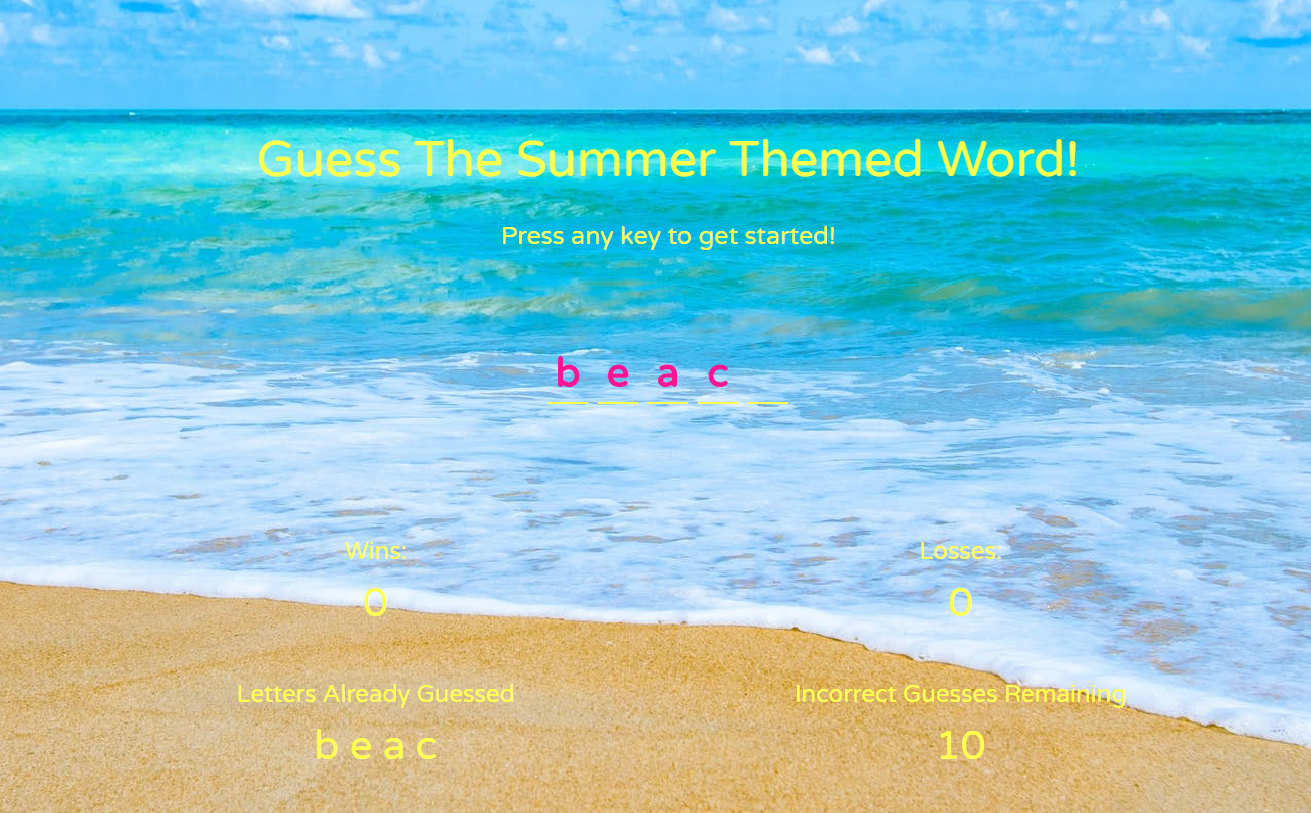 Guess The Summer Themed Word!
Press any key to get started!
b e a c _
Wins:
0
Losses:
0
Letters Already Guessed
b e a c
Incorrect Guesses Remaining
10